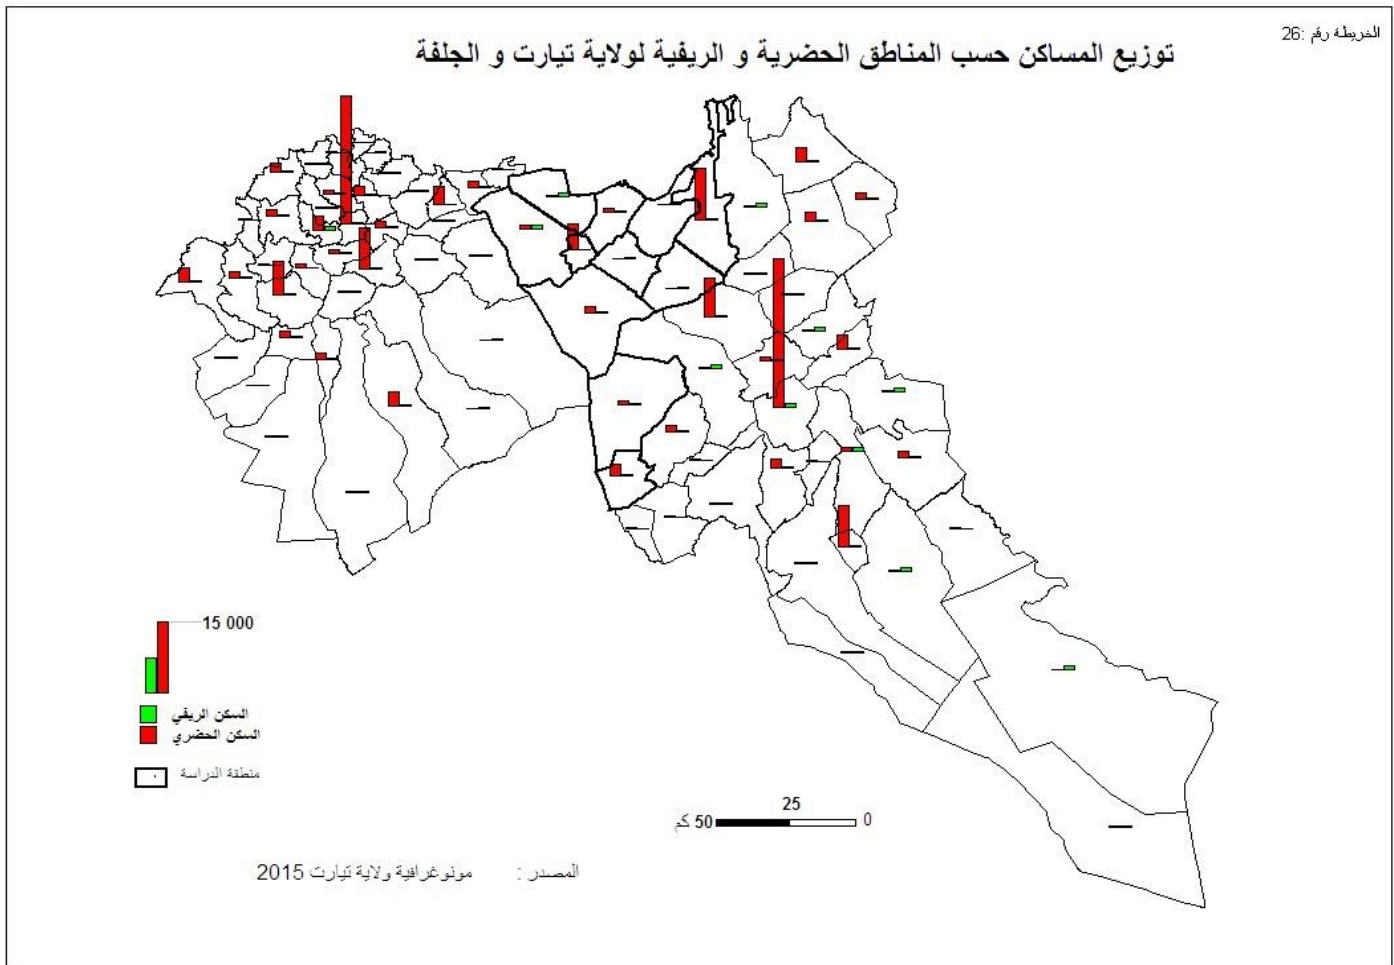 الخريطة رقم :26
توزيع المساكن حسب المناطق الحضرية و الريفية لولاية تيارت و الجلفة
15 000
السكن الريفي
السكن الحضري
منطقة الدراسة
25
50 كم
0
المصدر : مونوغرافية ولاية تيارت 2015